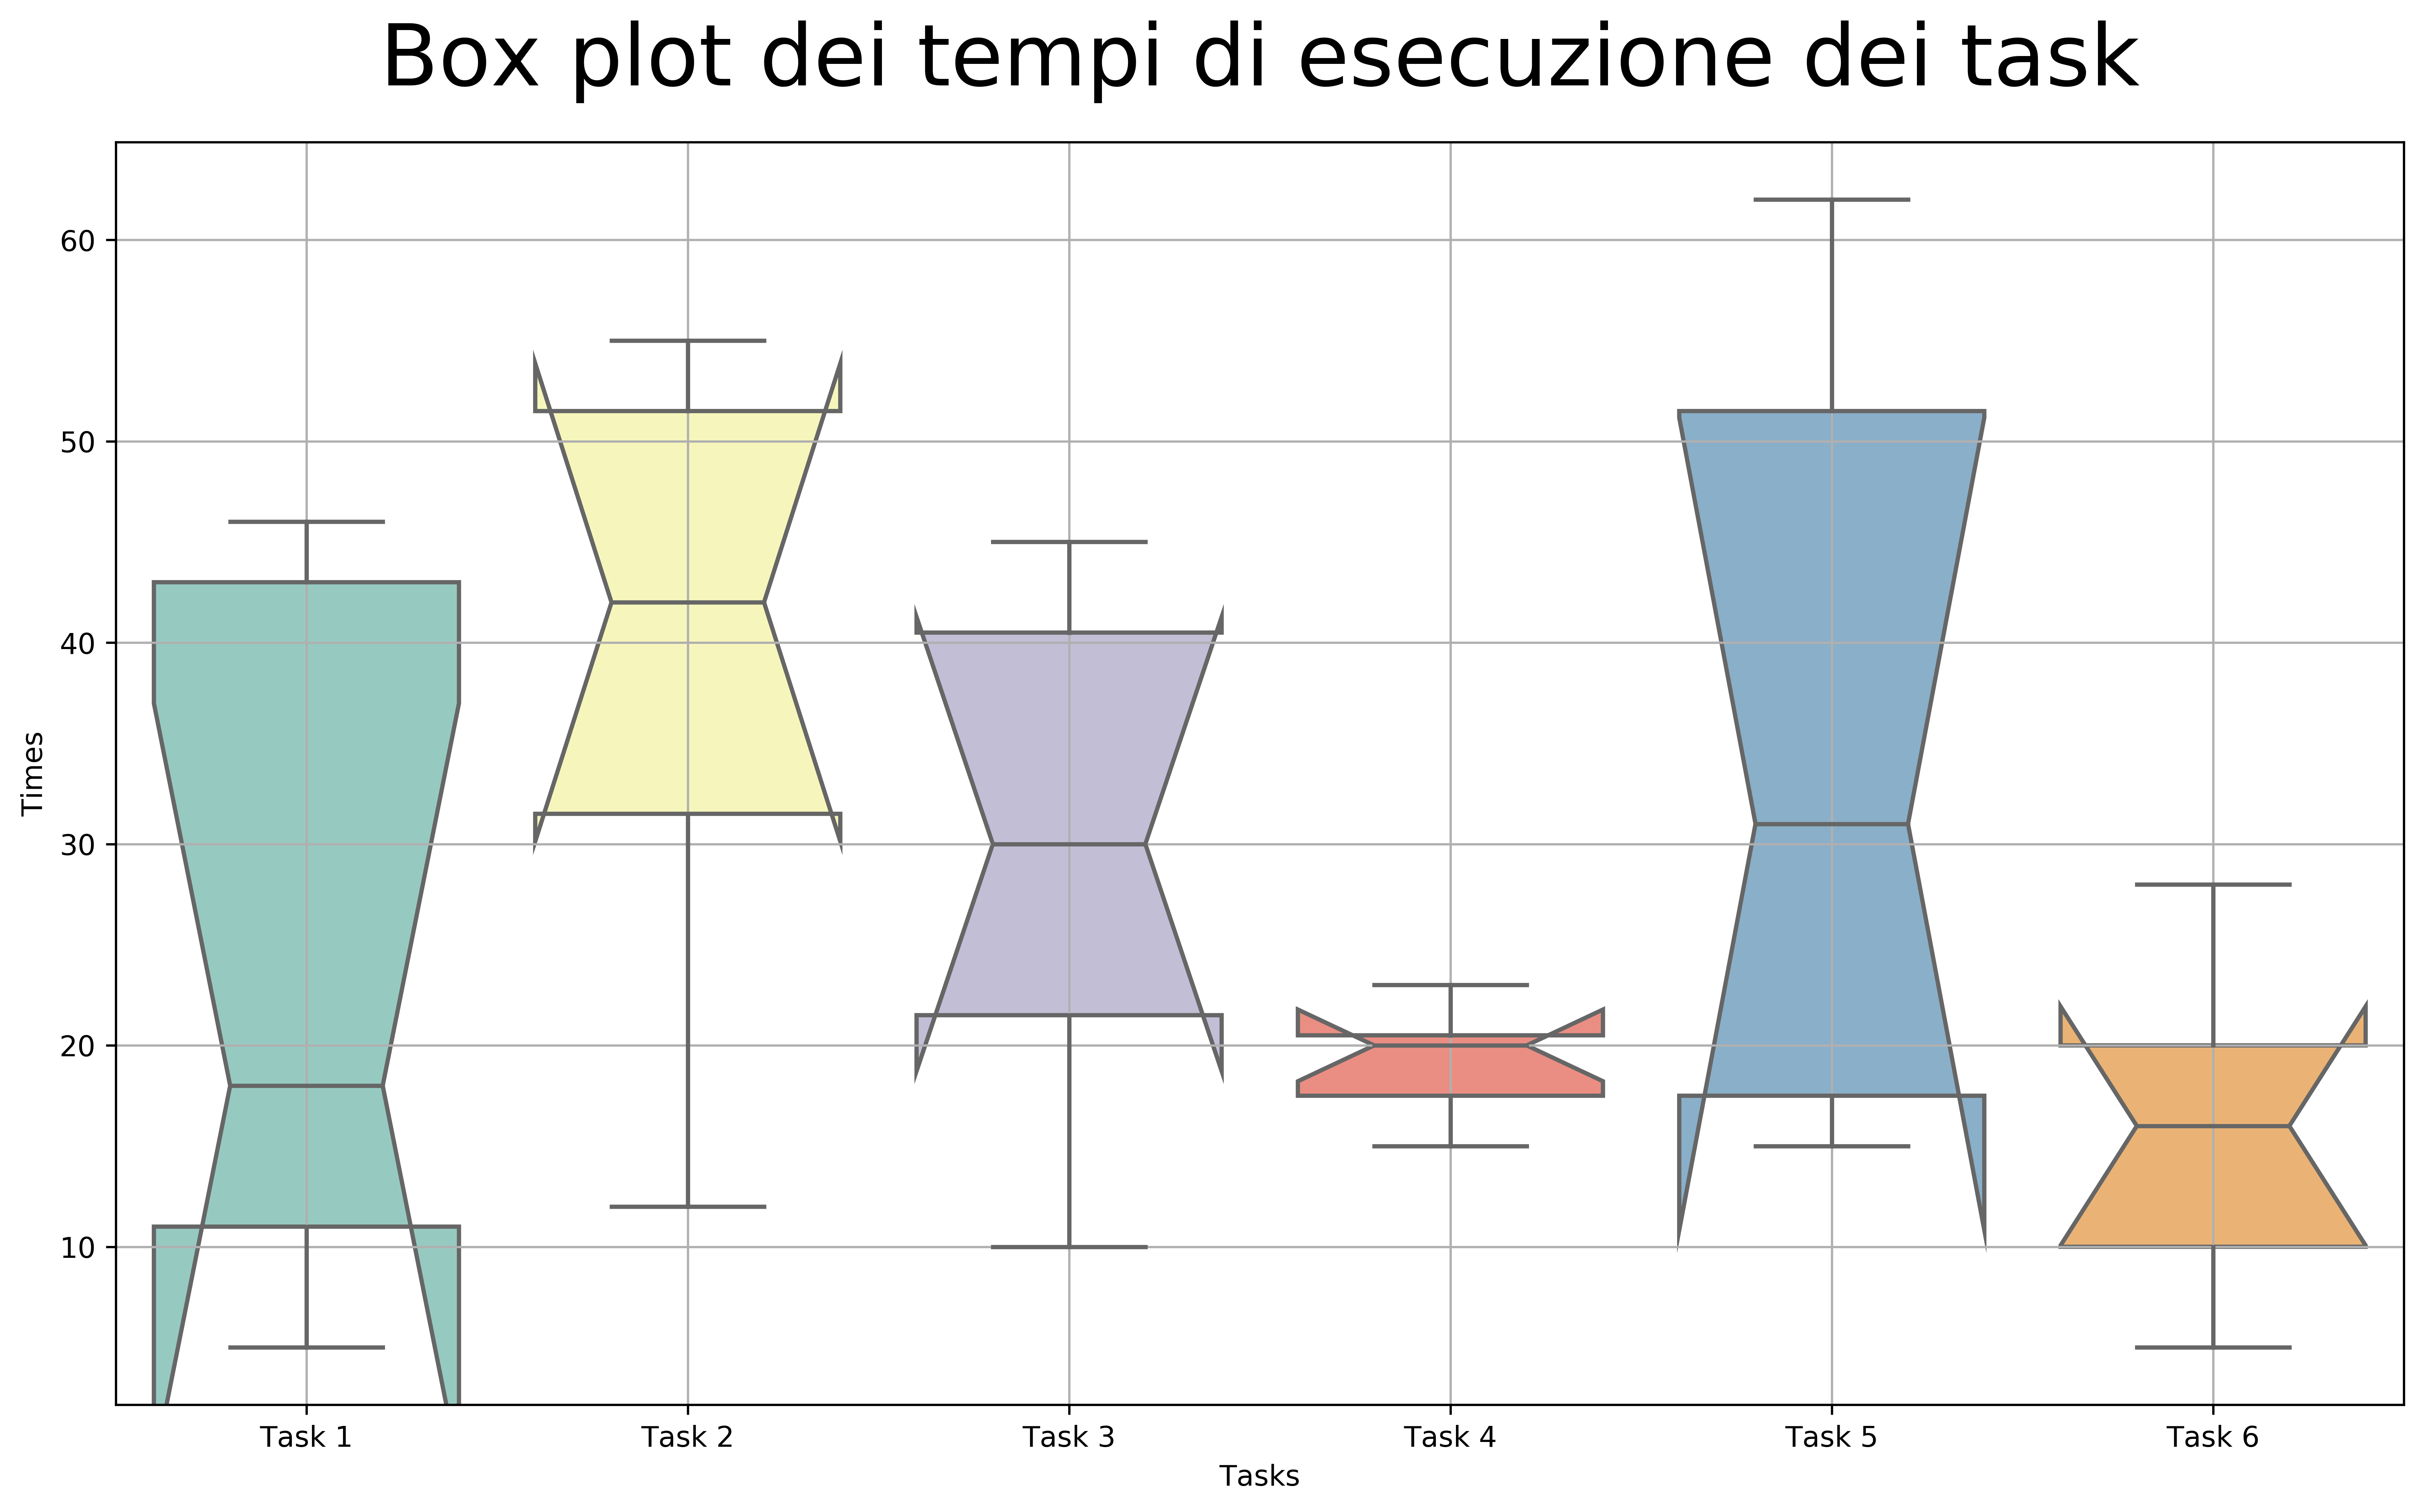 Box plot dei tempi di esecuzione dei task
60
50
40
30
20
10
Times
Task 1 Task 2 Task 3 Task 4 Task 5 Task 6
Tasks